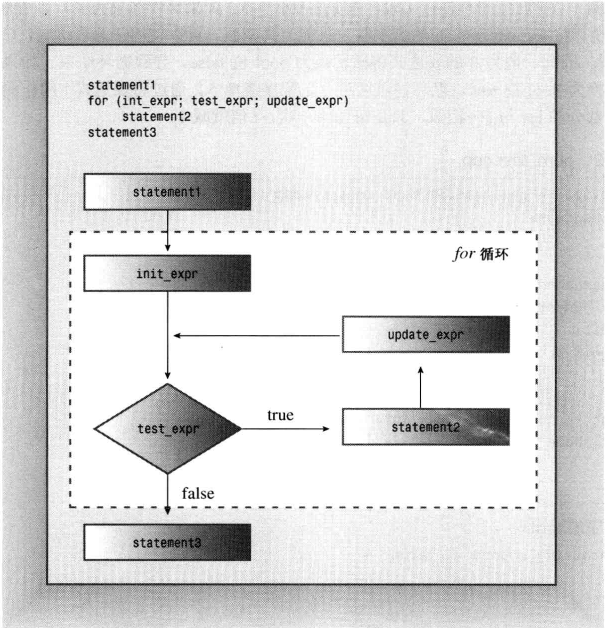 statement1
for (int_expr; test_expr; update_expr)
statement2
statement3
statement1
for 循环
init_expr
update_expr
test_expr
true
statement2
false
statement3